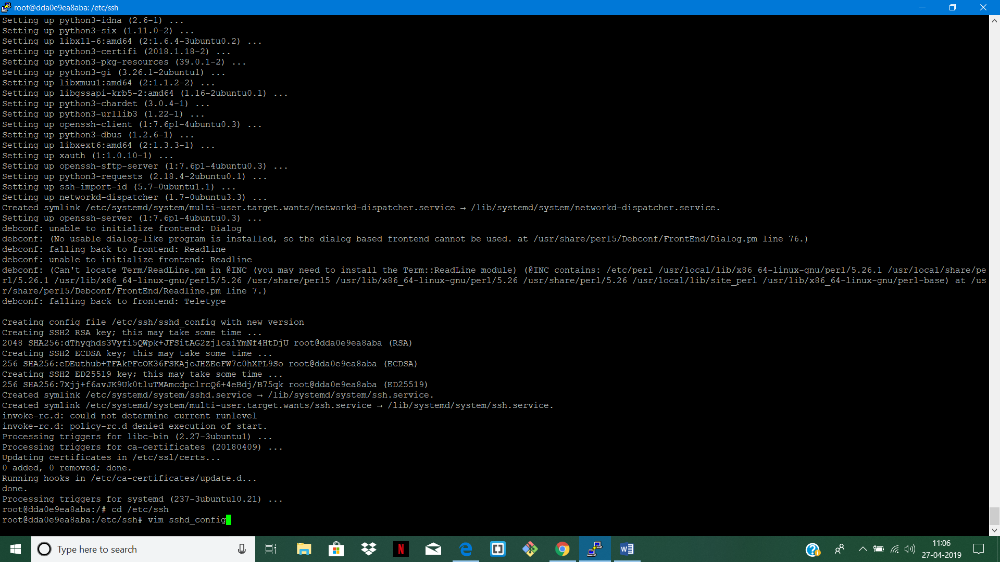 root@dda0e9ea8aba: /etc/ssh
Setting up python3-idna (2.6-1) ...
Setting up python3-six (1.11.0-2) ...
Setting up libx11-6:amd64 (2:1.6.4-3ubuntu0.2) ...
Setting up python3-certifi (2018.1.18-2) ...
Setting up python3-pkg-resources (39.0.1-2) ...
Setting up python3-gi (3.26.1-2ubuntu1) ...
Setting up libxmuu1:amd64 (2:1.1.2-2) ...
Setting up libgssapi-krb5-2:amd64 (1.16-2ubuntu0.1) ...
Setting up python3-chardet (3.0.4-1) ...
Setting up python3-urllib3 (1.22-1) ...
Setting up openssh-client (1:7.6p1-4ubuntu0.3) ...
Setting up python3-dbus (1.2.6-1) ...
Setting up libxext6:amd64 (2:1.3.3-1) ...
Setting up xauth (1:1.0.10-1) ...
Setting up openssh-sftp-server (1:7.6p1-4ubuntu0.3) ...
Setting up python3-requests (2.18.4-2ubuntu0.1) ...
Setting up ssh-import-id (5.7-0ubuntu1.1) ...
Setting up networkd-dispatcher (1.7-0ubuntu3.3) ...
Created symlink /etc/systemd/system/multi-user.target.wants/networkd-dispatcher.service → /lib/systemd/system/networkd-dispatcher.service.
Setting up openssh-server (1:7.6p1-4ubuntu0.3) ...
debconf: unable to initialize frontend: Dialog
debconf: (No usable dialog-like program is installed, so the dialog based frontend cannot be used. at /usr/share/perl5/Debconf/FrontEnd/Dialog.pm line 76.)
debconf: falling back to frontend: Readline
debconf: unable to initialize frontend: Readline
debconf: (Can't locate Term/ReadLine.pm in @INC (you may need to install the Term::ReadLine module) (@INC contains: /etc/perl /usr/local/lib/x86_64-linux-gnu/perl/5.26.1 /usr/local/share/pe
rl/5.26.1 /usr/lib/x86_64-linux-gnu/perl5/5.26 /usr/share/perl5 /usr/lib/x86_64-linux-gnu/perl/5.26 /usr/share/perl/5.26 /usr/local/lib/site_perl /usr/lib/x86_64-linux-gnu/perl-base) at /us
r/share/perl5/Debconf/FrontEnd/Readline.pm line 7.)
debconf: falling back to frontend: Teletype
Creating config file /etc/ssh/sshd_config with new version
Creating SSH2 RSA key; this may take some time ...
2048 SHA256:dThyqhds3Vyfi5QWpk+JFSitAG2zjlcaiYmNf4HtDjU root@dda0e9ea8aba (RSA)
Creating SSH2 ECDSA key; this may take some time ...
256 SHA256:eDEuthub+TFAkPFcOK36FSKAjoJHZEeFW7c0hXPL9So root@dda0e9ea8aba (ECDSA)
Creating SSH2 ED25519 key; this may take some time ...
256 SHA256:7Xjj+f6avJK9Uk0tluTMAmcdpclrcQ6+4eBdj/B75qk root@dda0e9ea8aba (ED25519)
Created symlink /etc/systemd/system/sshd.service → /lib/systemd/system/ssh.service.
Created symlink /etc/systemd/system/multi-user.target.wants/ssh.service → /lib/systemd/system/ssh.service.
invoke-rc.d: could not determine current runlevel
invoke-rc.d: policy-rc.d denied execution of start.
Processing triggers for libc-bin (2.27-3ubuntu1) ...
Processing triggers for ca-certificates (20180409) ...
Updating certificates in /etc/ssl/certs...
0 added, 0 removed; done.
Running hooks in /etc/ca-certificates/update.d...
done.
Processing triggers for systemd (237-3ubuntu10.21) ...
root@dda0e9ea8aba:/# cd /etc/ssh
root@dda0e9ea8aba:/etc/ssh# vim sshd_config
Type here to search
11:06
27-04-2019